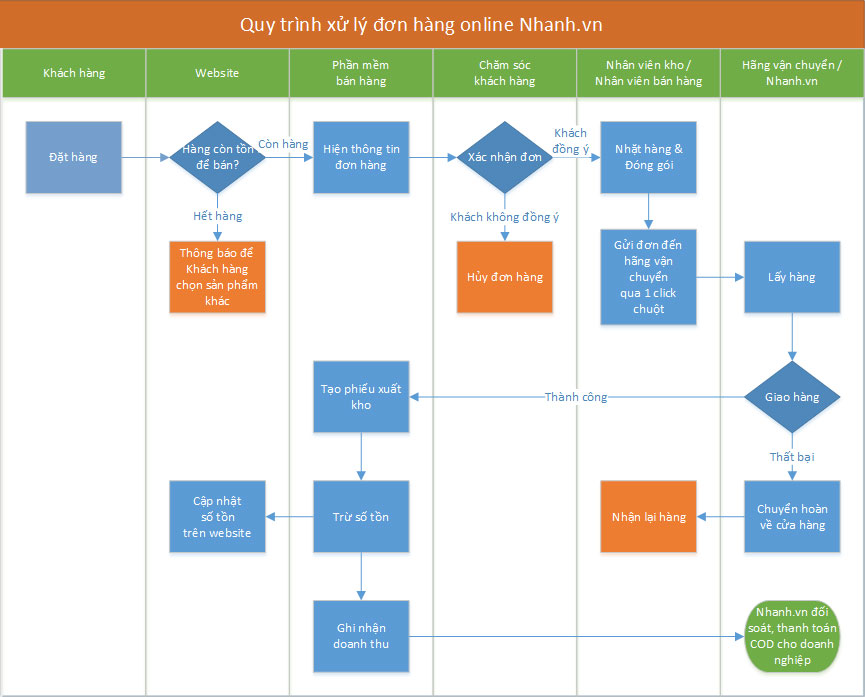 Quy trình xử lý đơn hàng online Nhanh.vn
Khách hàng
Website
Phần mềm
bán hàng
Chăm sóc
khách hàng
Nhân viên kho /
Nhân viên bán hàng
Hãng vận chuyển /
Nhanh.vn
Đặt hàng
Hàng còn tồn
để bán?
Còn hàng
Hiện thông tin
đơn hàng
Xác nhận đơn
Khách
đồng ý
Nhặt hàng &
Đóng gói
Hết hàng
Khách không đồng ý
Thông báo để
Khách hàng
chọn sản phẩm
khác
Hủy đơn hàng
Gửi đơn đến
hãng vận
chuyển
qua 1 click
chuột
Lấy hàng
Tạo phiếu xuất
kho
Thành công
Giao hàng
Thất bại
Cập nhật
số tồn
trên website
Trừ số tồn
Nhận lại hàng
Chuyển hoàn
về cửa hàng
Ghi nhận
doanh thu
Nhanh.vn đối
soát, thanh toán
COD cho doanh
nghiệp